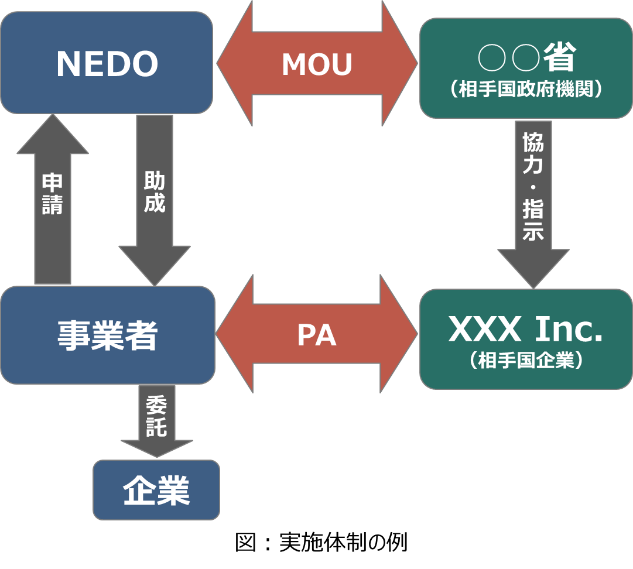 NEDO
MOU
○○省
（相手国政府機関）
申請
助成
協力・指示
事業者
PA
XXX Inc.
（相手国企業）
委託
企業
図：実施体制の例